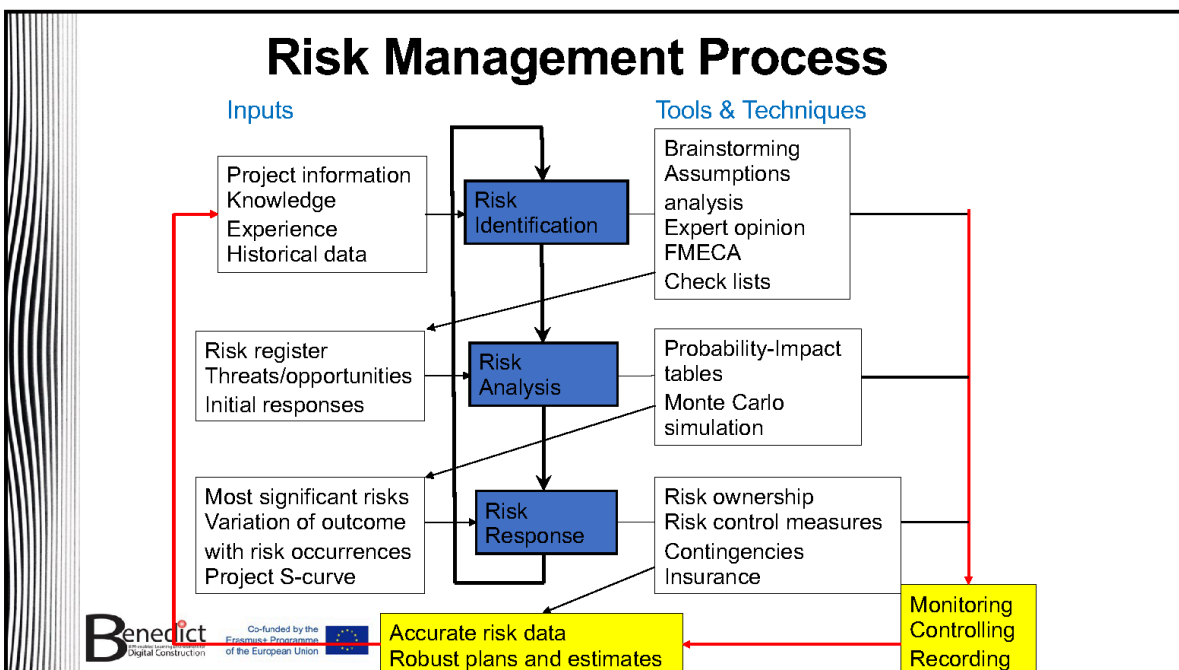 Risk Management Process
Inputs
Tools & Techniques
Project information
Knowledge
Experience
Historical data
Risk
Identification
Brainstorming
Assumptions
analysis
Expert opinion
FMECA
Check lists
Risk register
Threats/opportunities
Initial responses
Risk
Analysis
Probability-Impact
tables
Monte Carlo
simulation
Most significant risks
Variation of outcome
with risk occurrences
Project S-curve
Risk
Response
Risk ownership
Risk control measures
Contingencies
Insurance
Monitoring
Controlling
Recording
Accurate risk data
Robust plans and estimates
Benedict
Digital Construction
Co-funded by the
Erasmus+ Programme
of the European Union